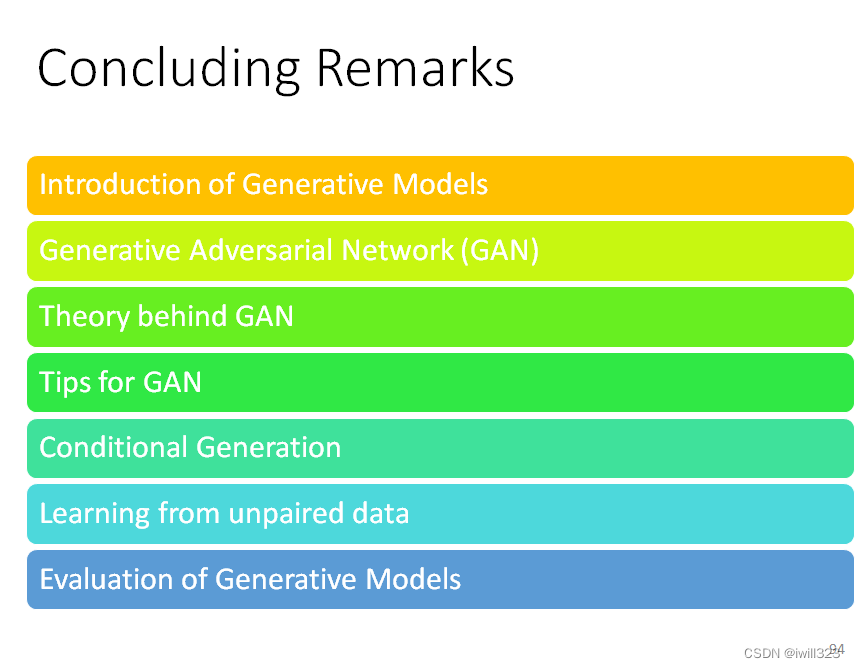 Concluding Remarks
Introduction of Generative Models
Generative Adversarial Network (GAN)
Theory behind GAN
Tips for GAN
Conditional Generation
Learning from unpaired data
Evaluation of Generative Models
94
CSDN @iwill323